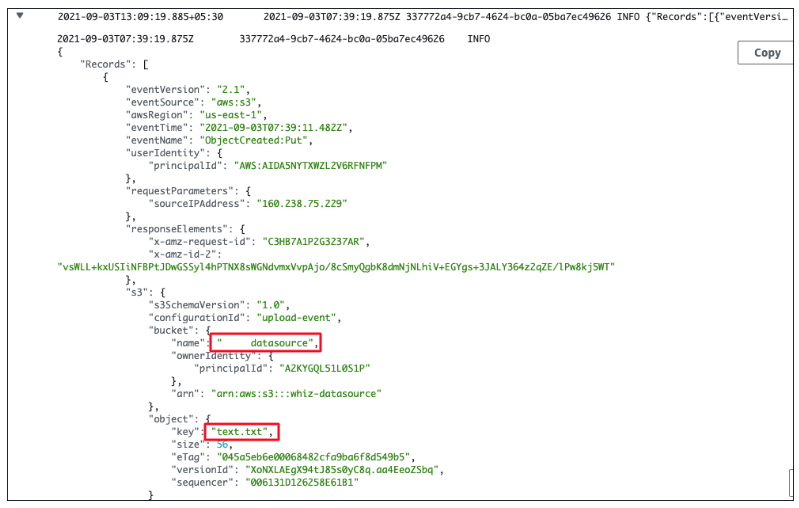 2021-09-03T13:09:19.885+05:30 2021-09-03T07:39:19.875Z 337772a4-9cb7-4624-bc0a-05ba7ec49626 INFO {"Records":[{"eventVersi…
2021-09-03T07:39:19.875Z 337772a4-9cb7-4624-bc0a-05ba7ec49626 INFO
Copy
{
"Records": [
{
"eventVersion": "2.1",
"eventSource": "aws:s3",
"awsRegion": "us-east-1",
"eventTime": "2021-09-03T07:39:11.482Z",
"eventName": "ObjectCreated:Put",
"userIdentity": {
"principalId": "AWS:AIDA5NYTXWZL2V6RFNFPM"
},
"requestParameters": {
"sourceIPAddress": "160.238.75.229"
},
"responseElements": {
"x-amz-request-id": "C3HB7A1P2G3237AR",
"x-amz-id-2":
"vsWLL+kxUSIiNFBPtJDwGSSyl4hPTNX8sWGNdvmxVvpAjo/8cSmyQgbK8dmNjNLhiV+EGYgs+3JALY364z2qZE/lPw8kj5WT"
},
"s3": {
"s3SchemaVersion": "1.0",
"configurationId": "upload-event",
"bucket": {
"name": " datasource",
"ownerIdentity": {
"principalId": "A2KYGQL51L0S1P"
},
"arn": "arn:aws:s3:::whiz-datasource"
},
"object": {
"key": "text.txt",
"size": 56,
"eTag": "045a5eb6e00068482cfa9ba6f8d549b5",
"versionId": "XoNXLAEgX94tJ85s0yC8q.aa4EeoZSbq",
"sequencer": "006131D126258E61B1"
}